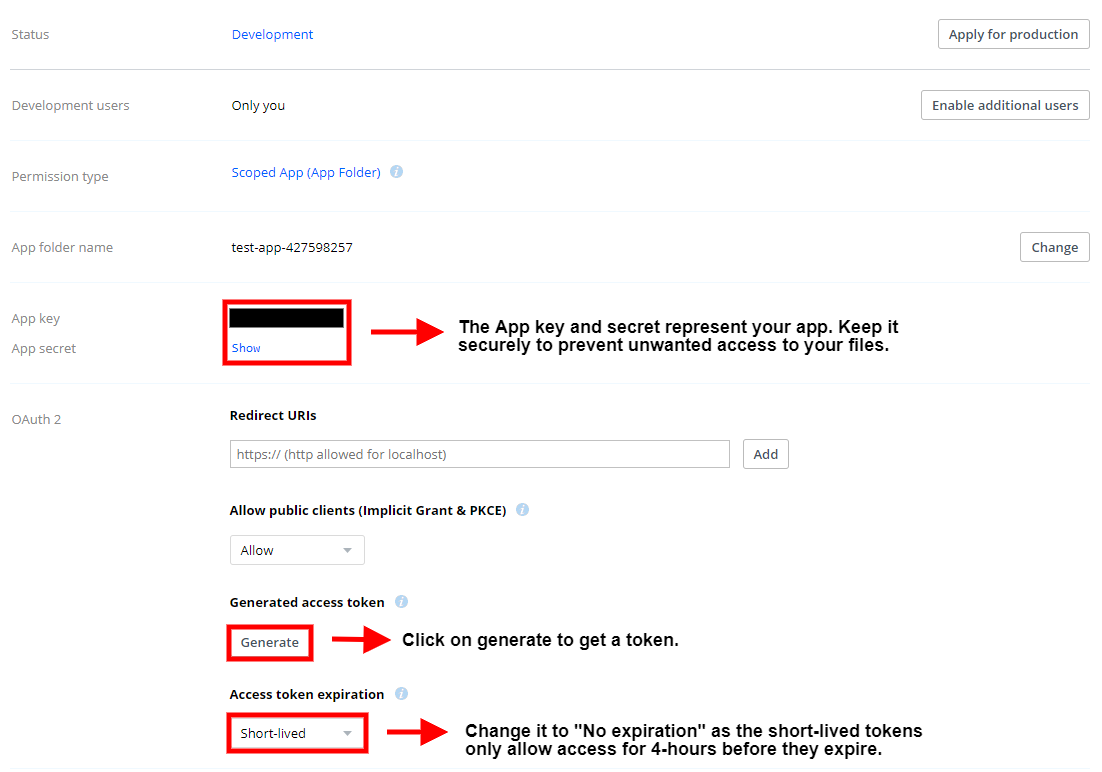 Status
Development
Apply for production
Development users
Only you
Enable additional users
Permission type
Scoped App (App Folder)
App folder name
test-app-427598257
Change
App key
App secret
Show
The App key and secret represent your app. Keep it
securely to prevent unwanted access to your files.
OAuth 2
Redirect URIs
https:// (http allowed for localhost)
Add
Allow public clients (Implicit Grant & PKCE)
Allow
Generated access token
Generate
Click on generate to get a token.
Access token expiration
Short-lived
Change it to "No expiration" as the short-lived tokens
only allow access for 4-hours before they expire.